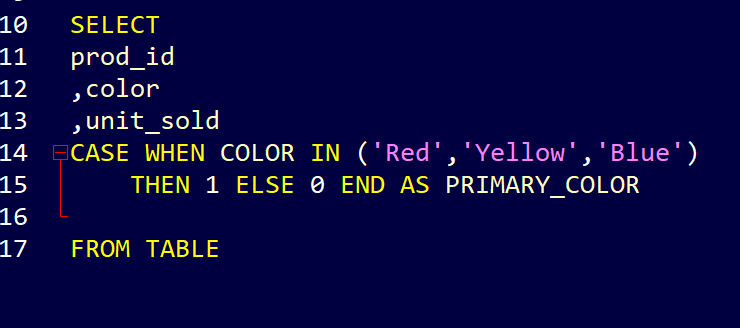 10 SELECT
11 prod_id
12 ,color
13 ,unit_sold
14 CASE WHEN COLOR IN ('Red','Yellow','Blue')
15 THEN 1 ELSE 0 END AS PRIMARY_COLOR
16
17 FROM TABLE